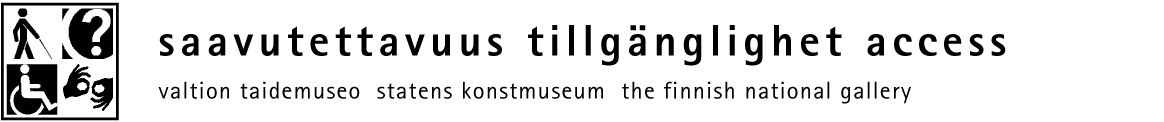 ?
saavutettavuus tillgänglighet access
valtion taidemuseo statens konstmuseum the finnish national gallery